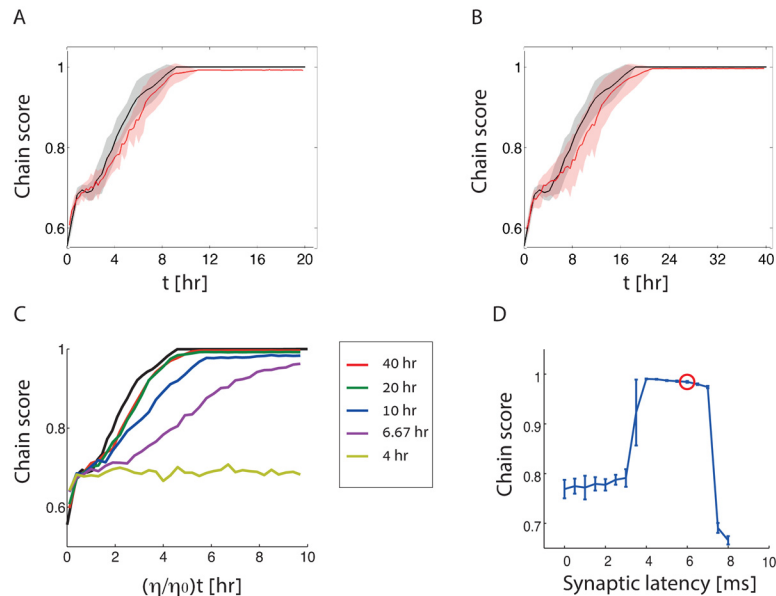 A
B
Chain score
1
0.8
0.6
0
4
8
12
16
20
t [hr]
Chain score
1
0.8
0.6
0
8
16
24
32
40
t [hr]
C
D
Chain score
1
0.8
0.6
0
2
4
6
8
10
(η/η0)t [hr]
40 hr
20 hr
10 hr
6.67 hr
4 hr
Chain score
1
0.9
0.8
0.7
0
2
4
6
8
10
Synaptic latency [ms]